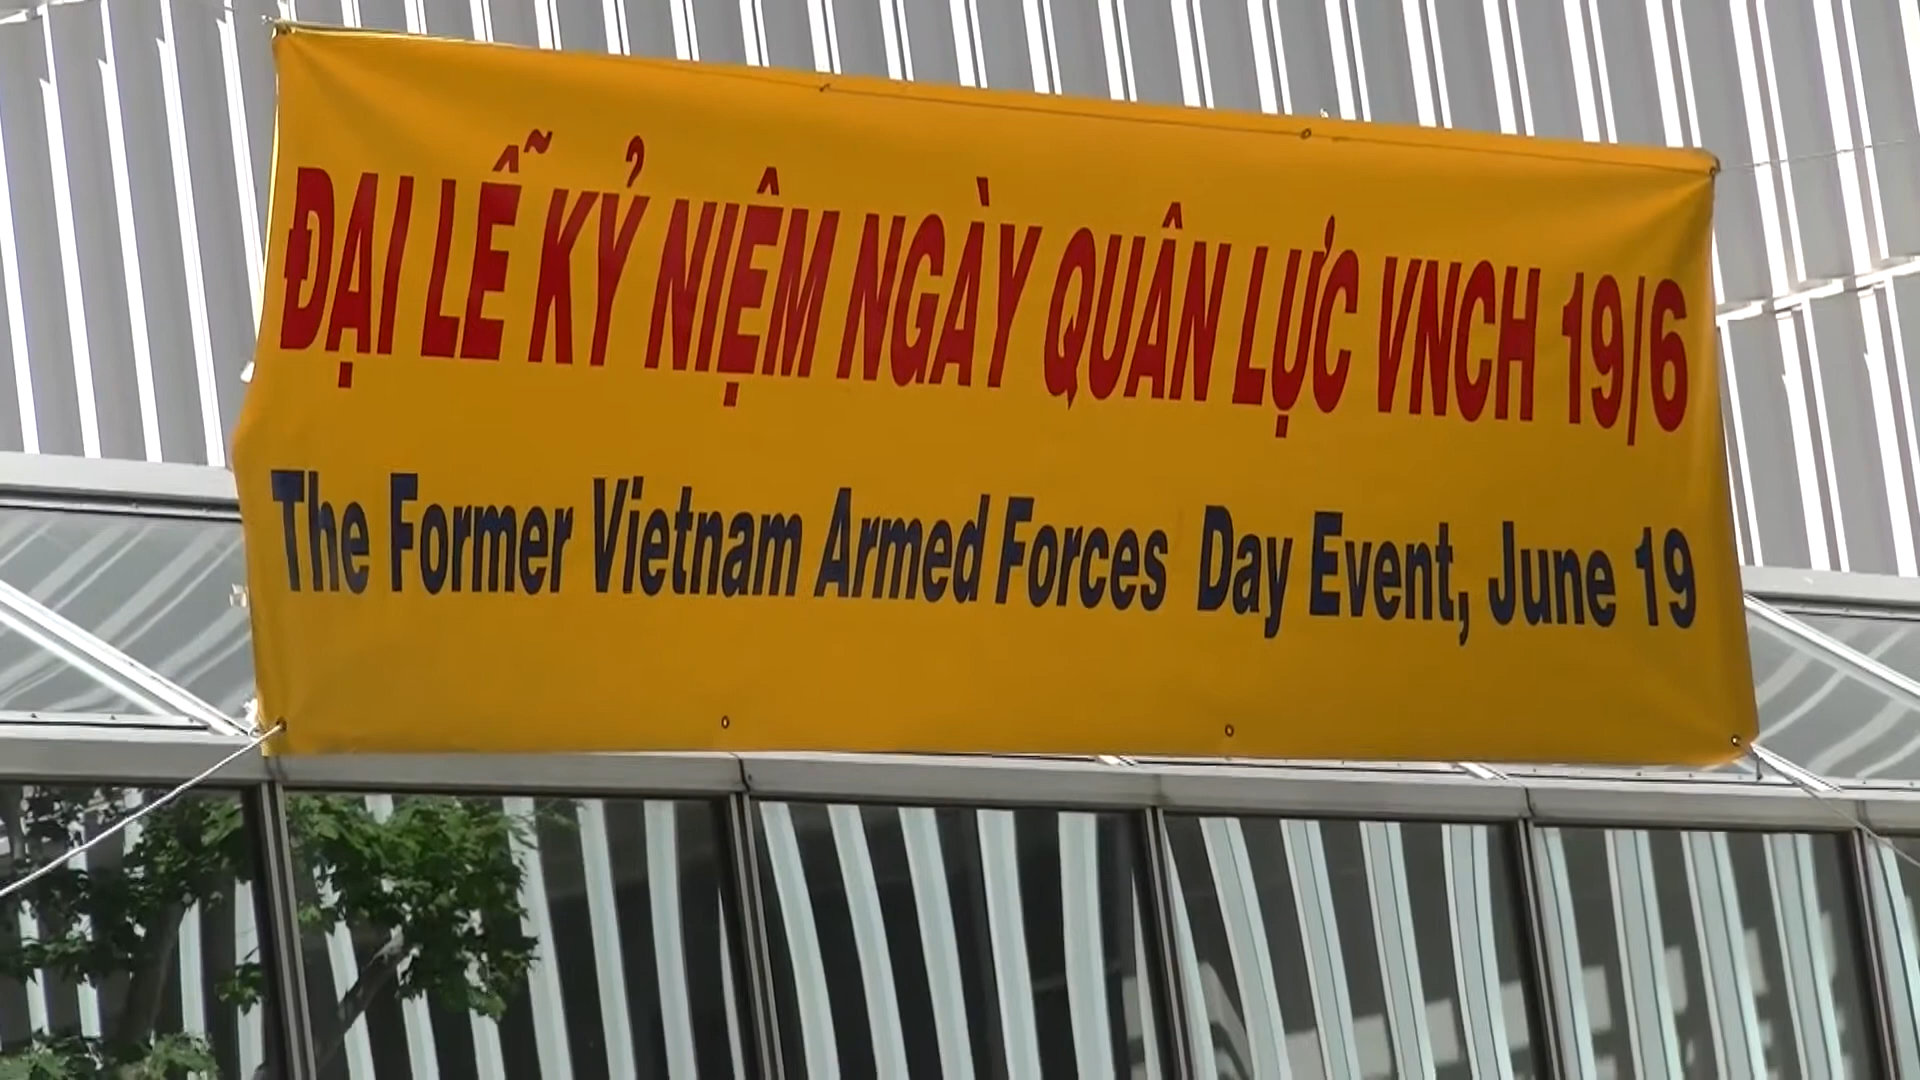 ĐẠI LỄ KỶ NIỆM NGÀY QUÂN LỰC VNCH 19/6
The Former Vietnam Armed Forces Day Event, June 19